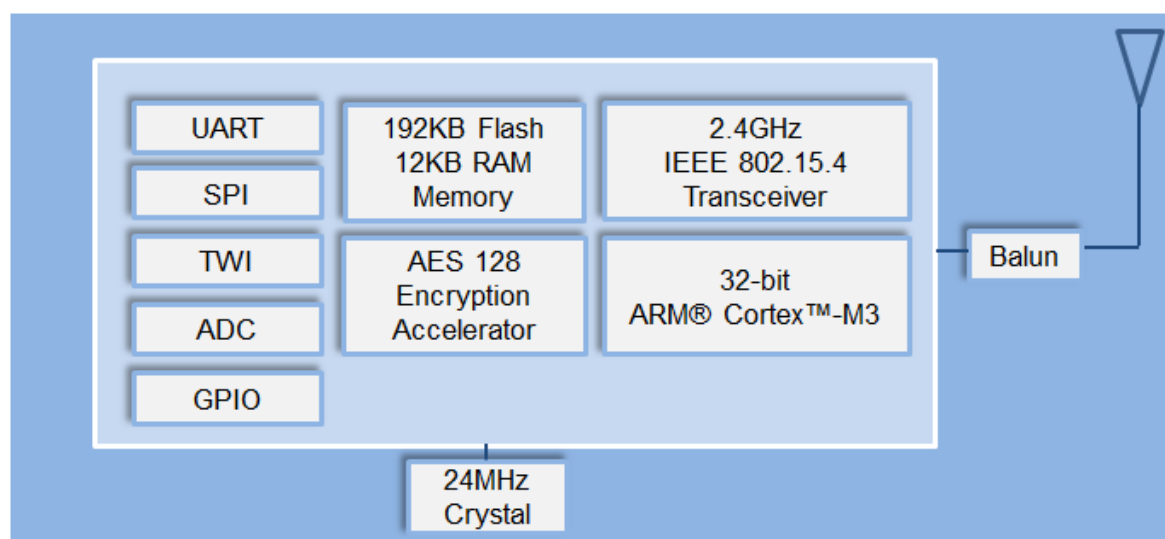 UART
SPI
TWI
ADC
GPIO
192KB Flash
12KB RAM
Memory
AES 128
Encryption
Accelerator
2.4GHz
IEEE 802.15.4
Transceiver
32-bit
ARM® Cortex™-M3
Balun
24MHz
Crystal